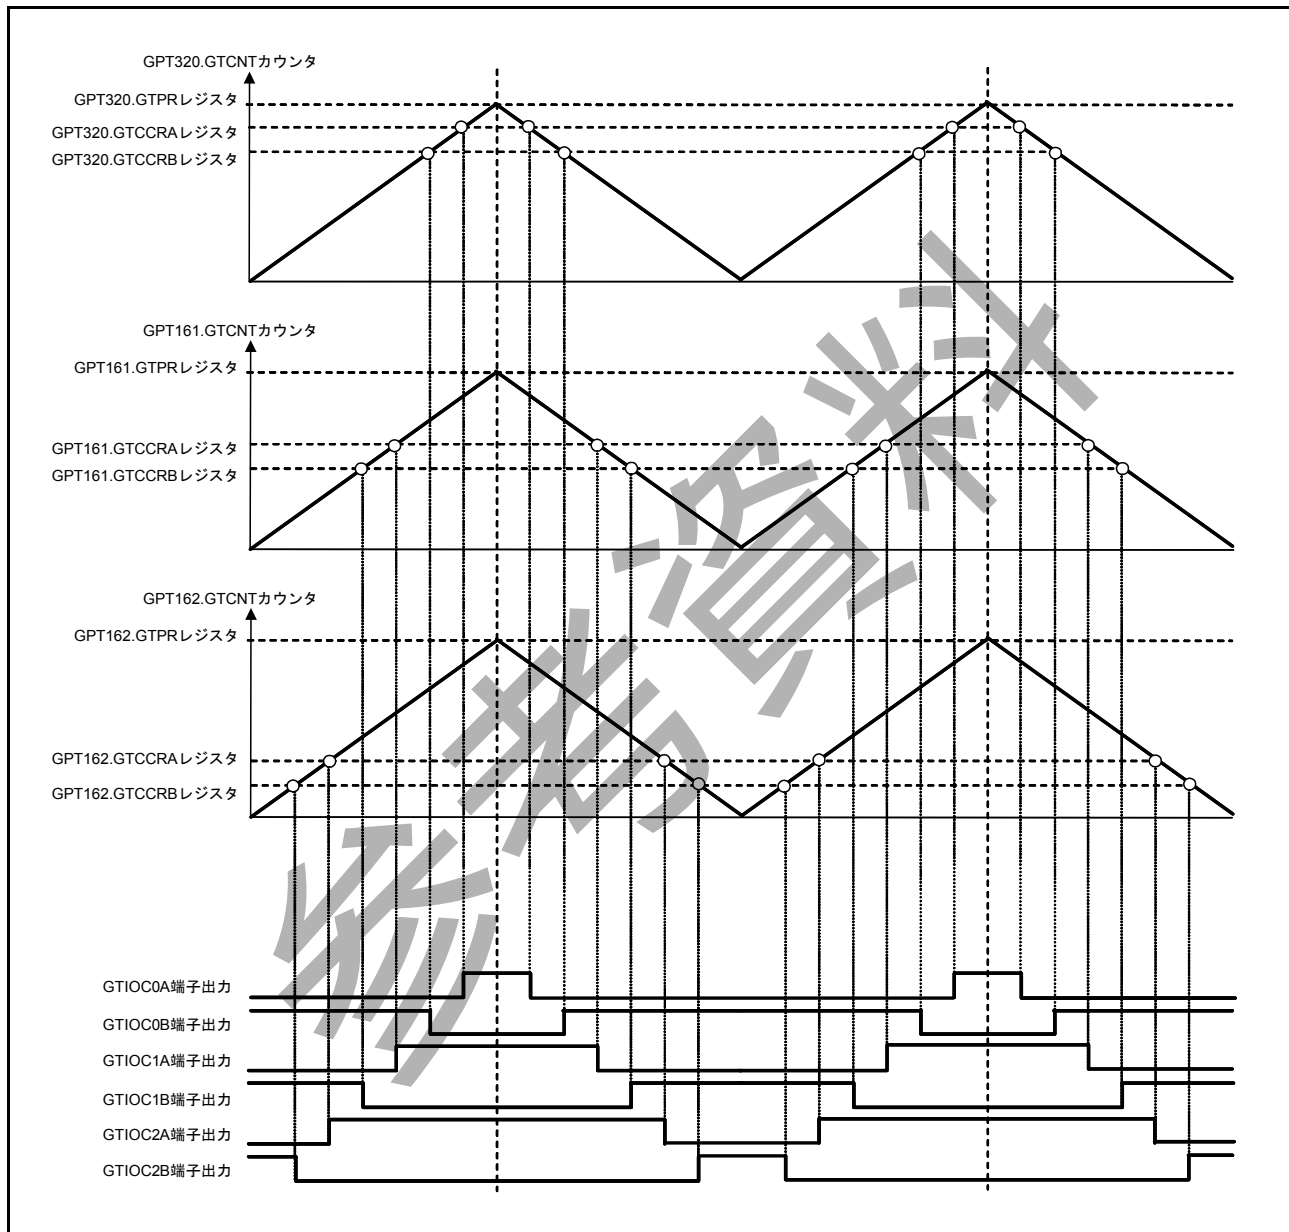 GPT320.GTCNTカウンタ
GPT320.GTPRレジスタ
GPT320.GTCCRAレジスタ
GPT320.GTCCRBレジスタ
GPT161.GTCNTカウンタ
GPT161.GTPRレジスタ
GPT161.GTCCRAレジスタ
GPT161.GTCCRBレジスタ
GPT162.GTCNTカウンタ
GPT162.GTPRレジスタ
GPT162.GTCCRAレジスタ
GPT162.GTCCRBレジスタ
GTIOC0A端子出力
GTIOC0B端子出力
GTIOC1A端子出力
GTIOC1B端子出力
GTIOC2A端子出力
GTIOC2B端子出力
参考資料